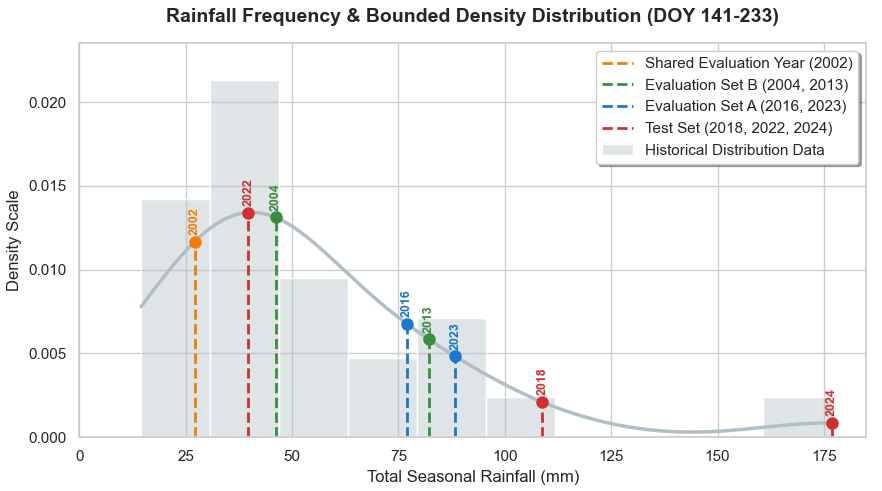 Rainfall Frequency & Bounded Density Distribution (DOY 141-233)
Shared Evaluation Year (2002)
Evaluation Set B (2004, 2013)
Evaluation Set A (2016, 2023)
Test Set (2018, 2022, 2024)
Historical Distribution Data
Density Scale
0.020
0.015
0.010
0.005
0.000
2002
2022
2004
2016
2013
2023
2018
2024
0
25
50
75
100
125
150
175
Total Seasonal Rainfall (mm)